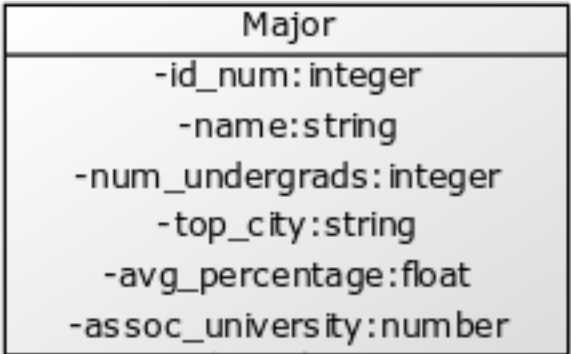 Major
-id_num:integer
-name:string
-num_undergrads:integer
-top_city:string
-avg_percentage:float
-assoc_university:number